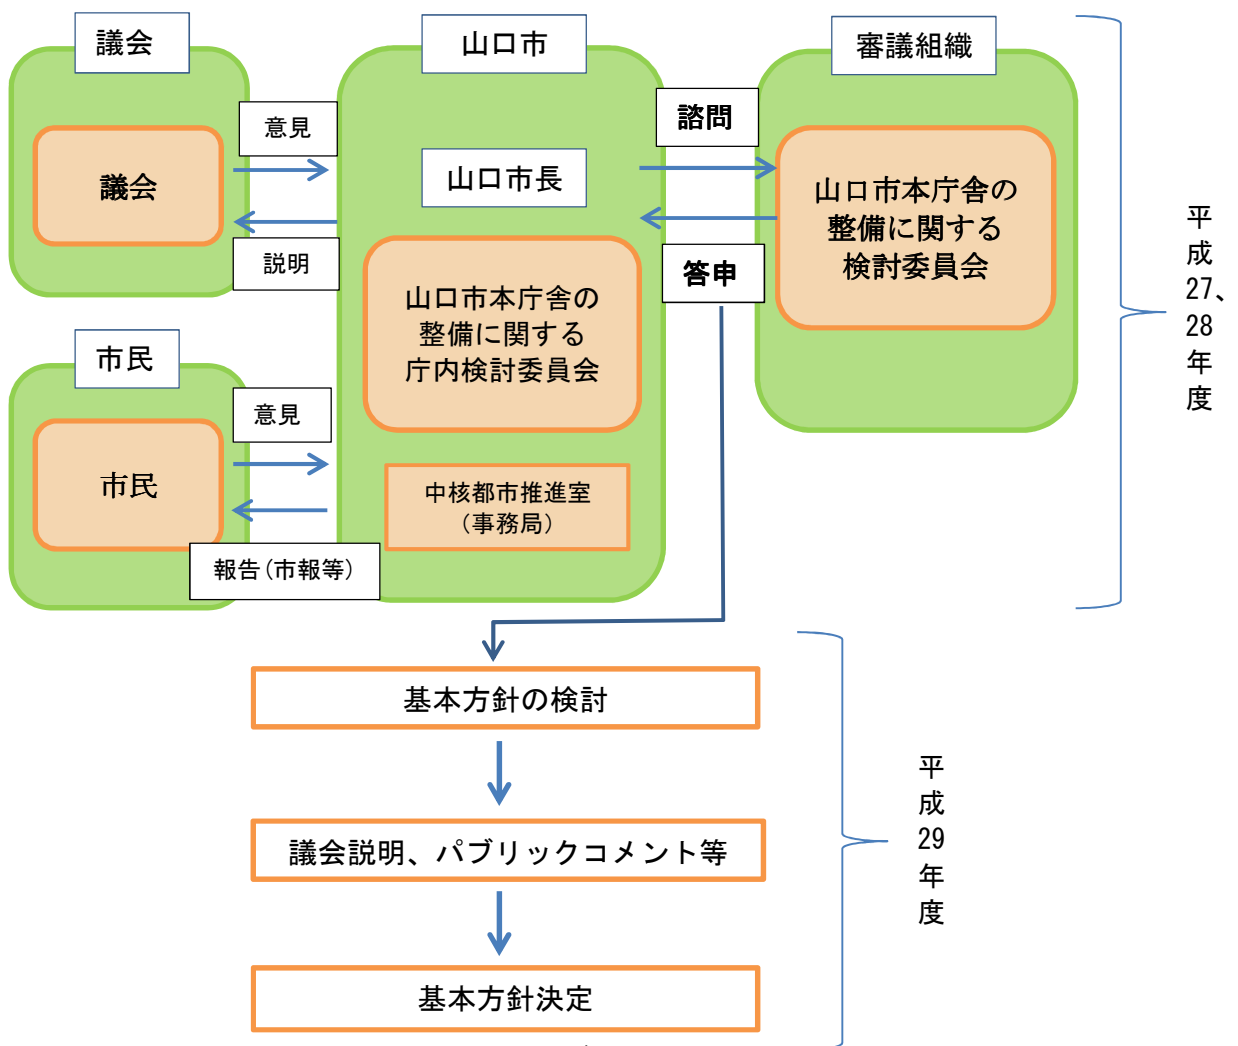 議会
意見
議会
説明
市民
意見
市民
報告(市報等)
山口市
山口市長
山口市本庁舎の
整備に関する
庁内検討委員会
中核都市推進室
(事務局)
諮問
答申
審議組織
山口市本庁舎の
整備に関する
検討委員会
平
成
27、
28
年
度
基本方針の検討
議会説明、パブリックコメント等
基本方針決定
平
成
29
年
度